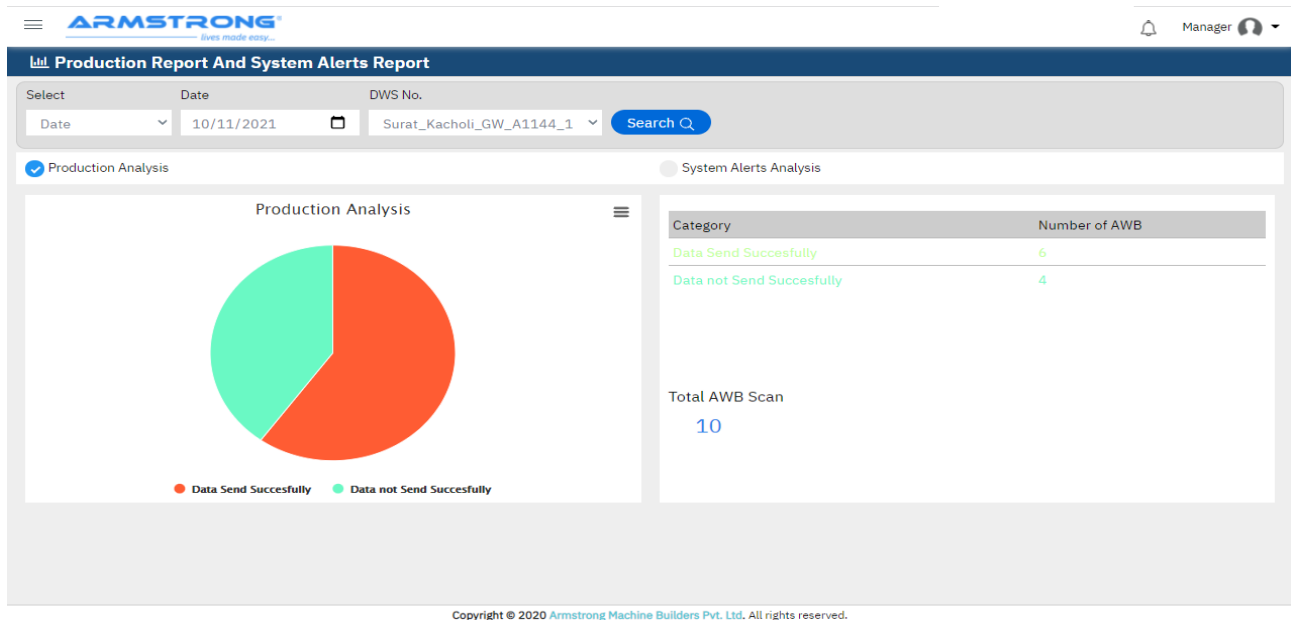 ARMSTRONG
lives made easy...
Manager
Production Report And System Alerts Report
Select Date DWS No.
Date 10/11/2021 Surat_Kacholi_GW_A1144_1 Search
Production Analysis System Alerts Analysis
Production Analysis
Data Send Succesfully Data not Send Succesfully
Category Number of AWB
Data Send Succesfully 6
Data not Send Succesfully 4
Total AWB Scan
10
Copyright © 2020 Armstrong Machine Builders Pvt. Ltd. All rights reserved.